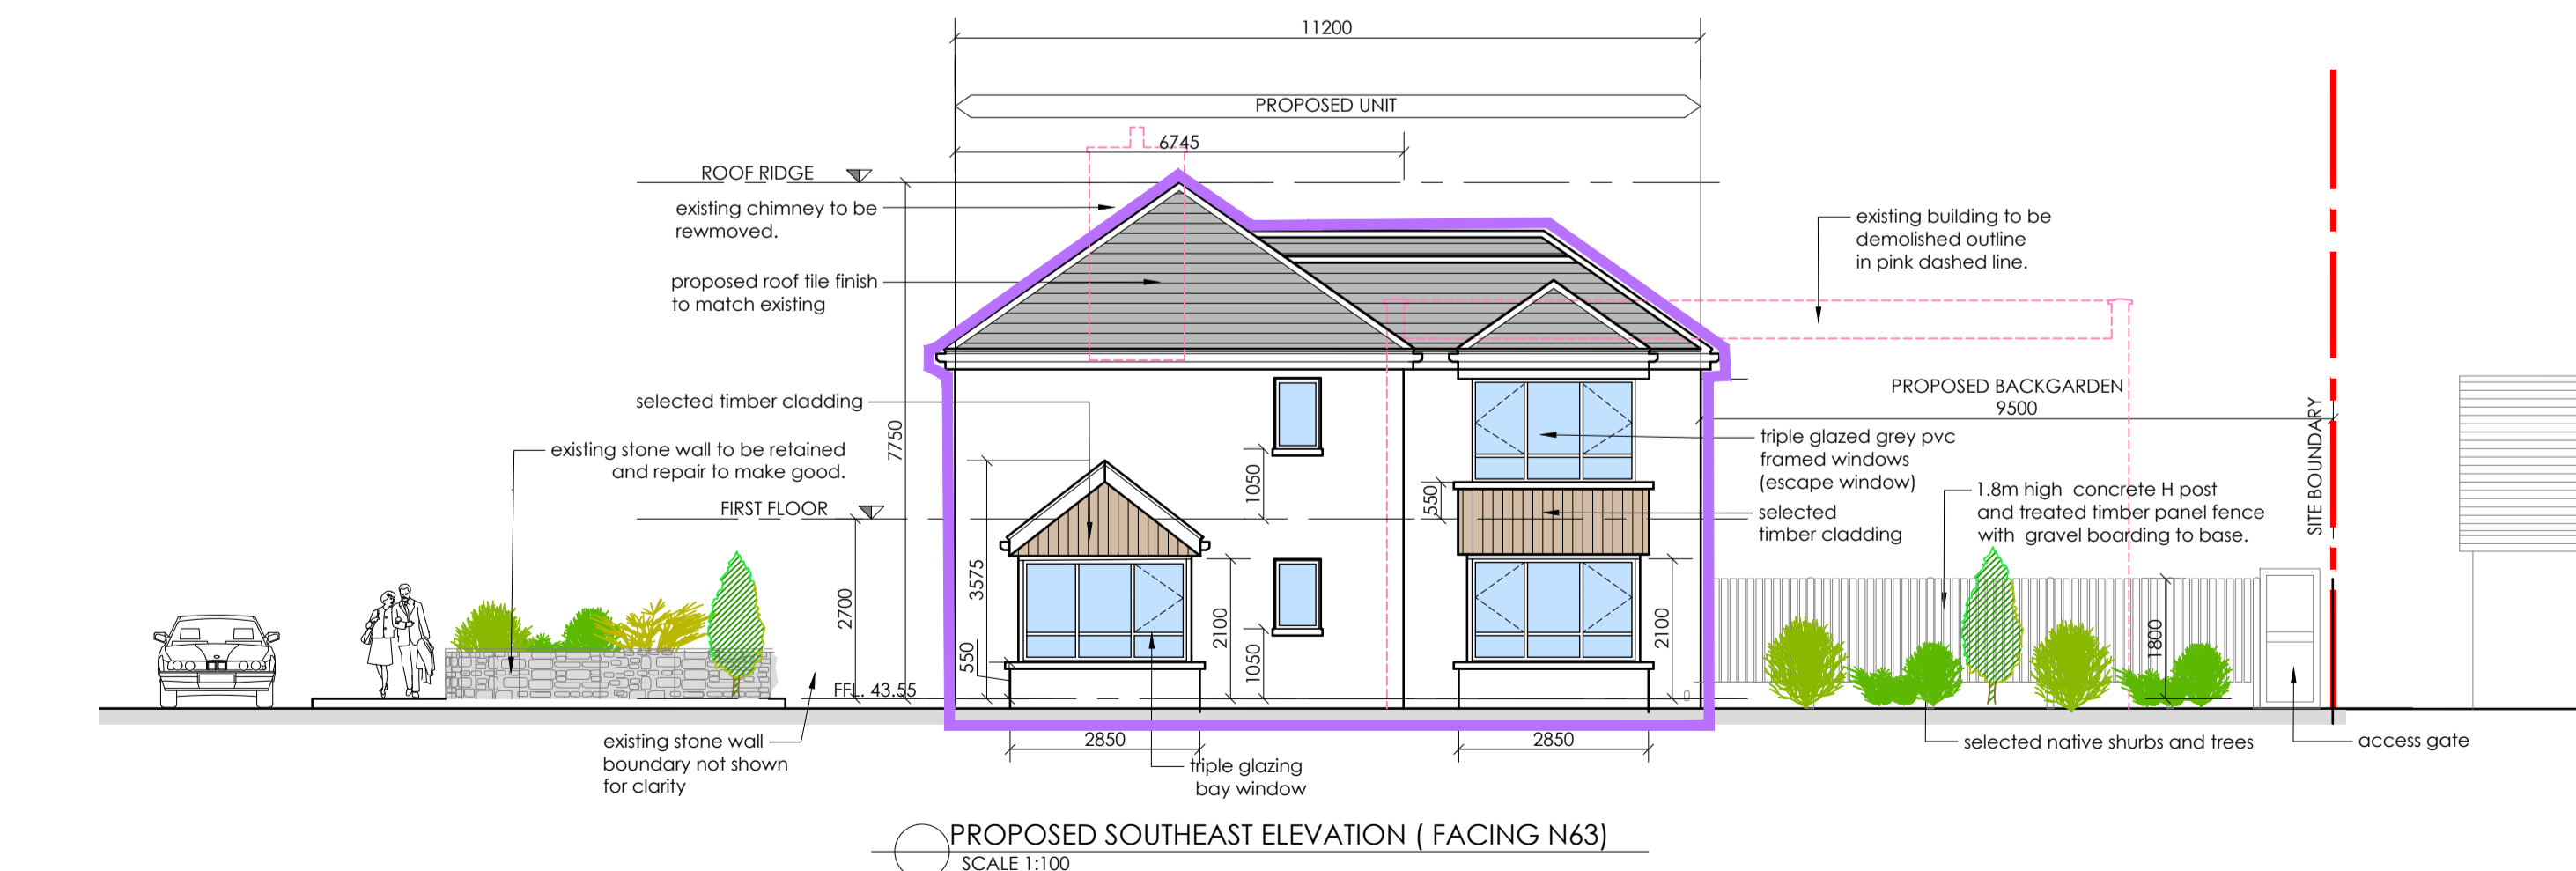 11200
PROPOSED UNIT
6745
ROOF RIDGE
existing chimney to be
rewmoved.
proposed roof tile finish
to match existing
selected timber cladding
existing stone wall to be retained
and repair to make good.
FIRST FLOOR
7750
2700
3575
550
2100
1050
1050
550
2100
FFL. 43.55
existing stone wall
boundary not shown
for clarity
2850
triple glazing
bay window
2850
existing building to be
demolished outline
in pink dashed line.
PROPOSED BACKGARDEN
9500
SITE BOUNDARY
triple glazed grey pvc
framed windows
(escape window)
selected
timber cladding
1.8m high concrete H post
and treated timber panel fence
with gravel boarding to base.
1800
selected native shurbs and trees
access gate
PROPOSED SOUTHEAST ELEVATION ( FACING N63)
SCALE 1:100